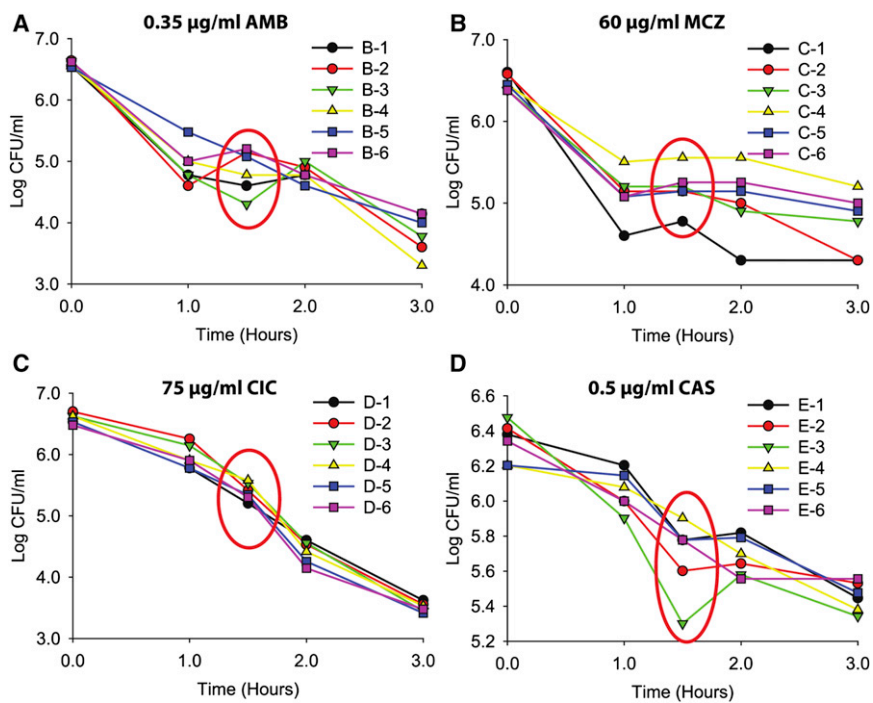 A
0.35 μg/ml AMB
7.0
6.0
5.0
4.0
3.0
Log CFU/ml
0.0 1.0 2.0 3.0
Time (Hours)
B-1
B-2
B-3
B-4
B-5
B-6
B
60 μg/ml MCZ
7.0
6.0
5.0
4.0
Log CFU/ml
0.0 1.0 2.0 3.0
Time (Hours)
C-1
C-2
C-3
C-4
C-5
C-6
C
75 μg/ml CIC
7.0
6.0
5.0
4.0
3.0
Log CFU/ml
0.0 1.0 2.0 3.0
Time (Hours)
D-1
D-2
D-3
D-4
D-5
D-6
D
0.5 μg/ml CAS
6.6
6.4
6.2
6.0
5.8
5.6
5.4
5.2
Log CFU/ml
0.0 1.0 2.0 3.0
Time (Hours)
E-1
E-2
E-3
E-4
E-5
E-6